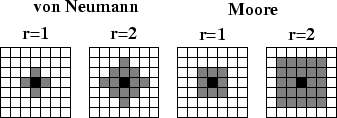 von Neumann
Moore
r=1
r=2
r=1
r=2